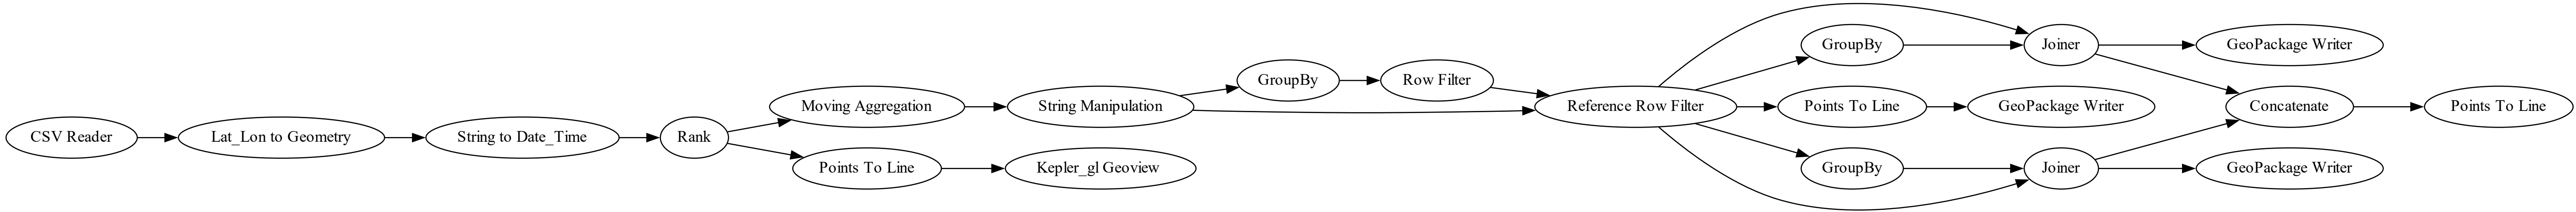 CSV Reader
Lat_Lon to Geometry
String to Date_Time
Rank
Moving Aggregation
Points To Line
String Manipulation
Kepler_gl Geoview
GroupBy
Row Filter
Reference Row Filter
GroupBy
Points To Line
GroupBy
Joiner
GeoPackage Writer
Joiner
GeoPackage Writer
Concatenate
GeoPackage Writer
Points To Line